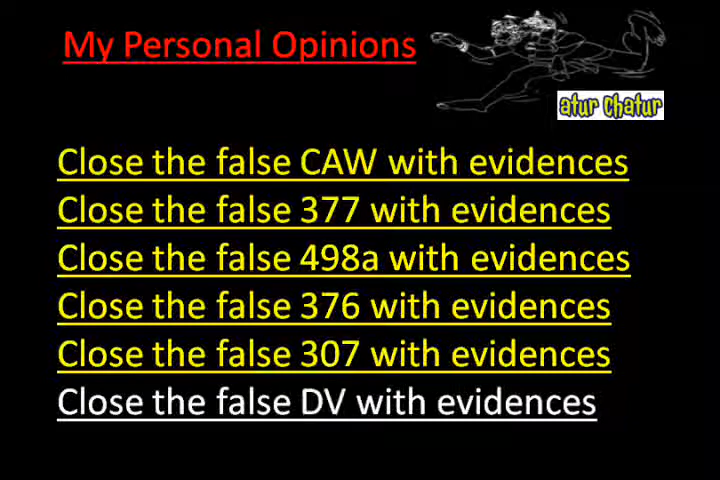 My Personal Opinions
atur chatur
Close the false CAW with evidences
Close the false 377 with evidences
Close the false 498a with evidences
Close the false 376 with evidences
Close the false 307 with evidences
Close the false DV with evidences